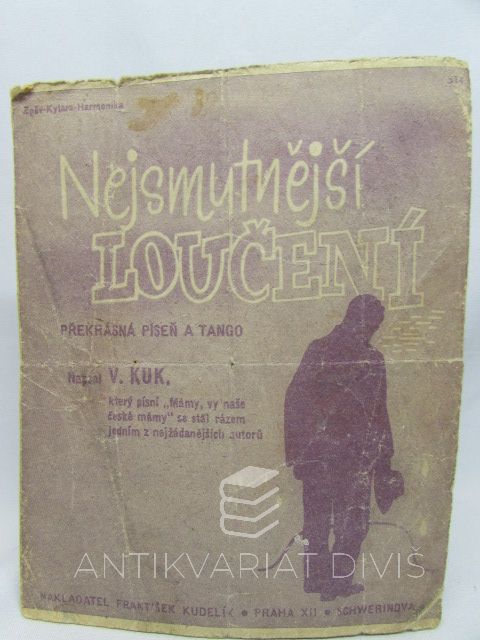 Zpěv-Kytara-Harmonika
Nejsmutnější
LOUČENÍ
PŘEKRÁSNÁ PÍSEŇ A TANGO
Napsal V. KUK,
který písní „Mámy, vy naše
české mámy" se stal rázem
jedním z nejžádanějších autorů
ANTIKVARIAT DIVIŠ
NAKLADATEL FRANTIŠEK KUDELÍK • PRAHA XII • SCHWERINOVA